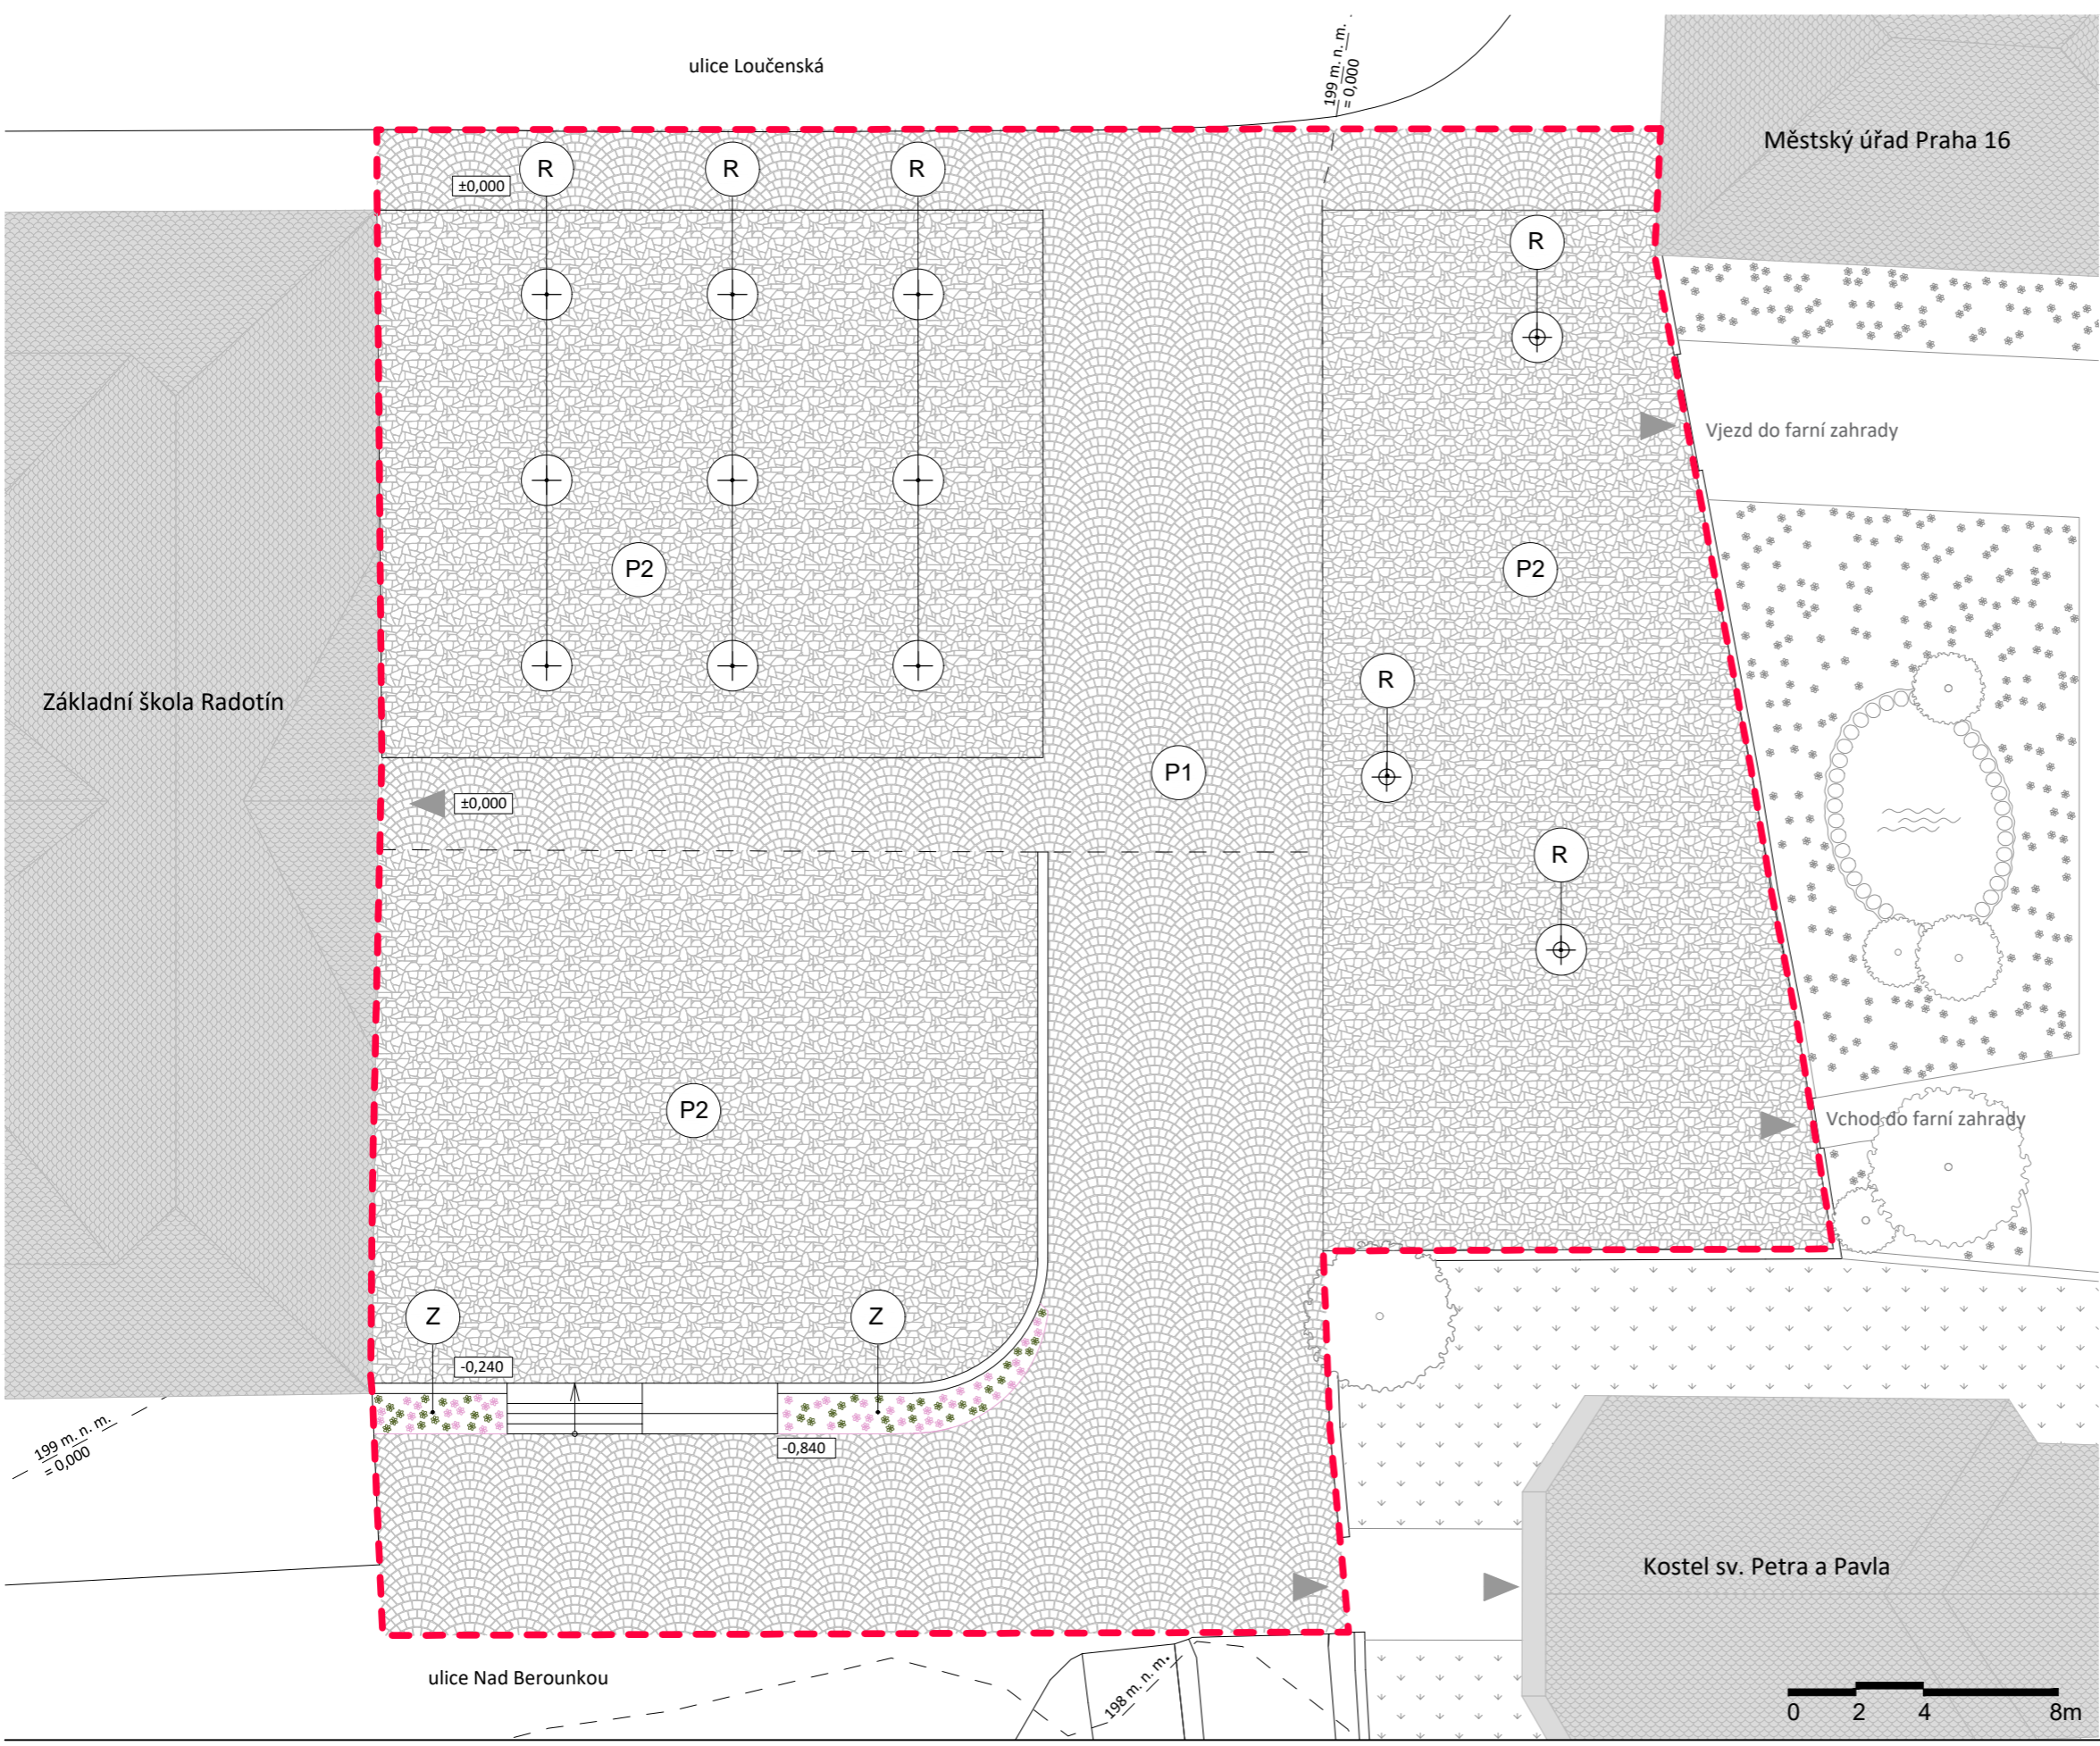 ulice Loučenská
199 m. n. m.
= 0,000
Městský úřad Praha 16
R
R
R
±0,000
R
Vjezd do farní zahrady
P2
P2
R
Základní škola Radotín
P1
±0,000
R
P2
Vchod do farní zahrady
Z
Z
-0,240
199 m. n. m.
= 0,000
-0,840
Kostel sv. Petra a Pavla
ulice Nad Berounkou
198 m. n. m.
0 2 4 8m